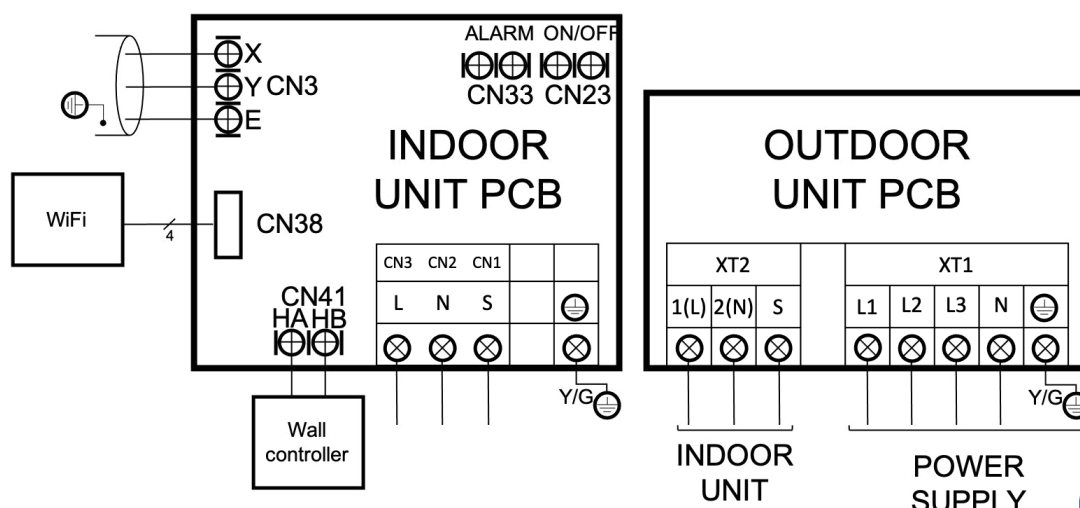 ALARM ON/OFF
X
Y CN3
E
CN33 CN23
INDOOR
UNIT PCB
OUTDOOR
UNIT PCB
WiFi
4
CN38
CN3 CN2 CN1
L N S
CN41
HA HB
Y/G
Wall
controller
XT2
XT1
1(L) 2(N) S
L1 L2 L3 N
Y/G
INDOOR
UNIT
POWER
SUPPLY